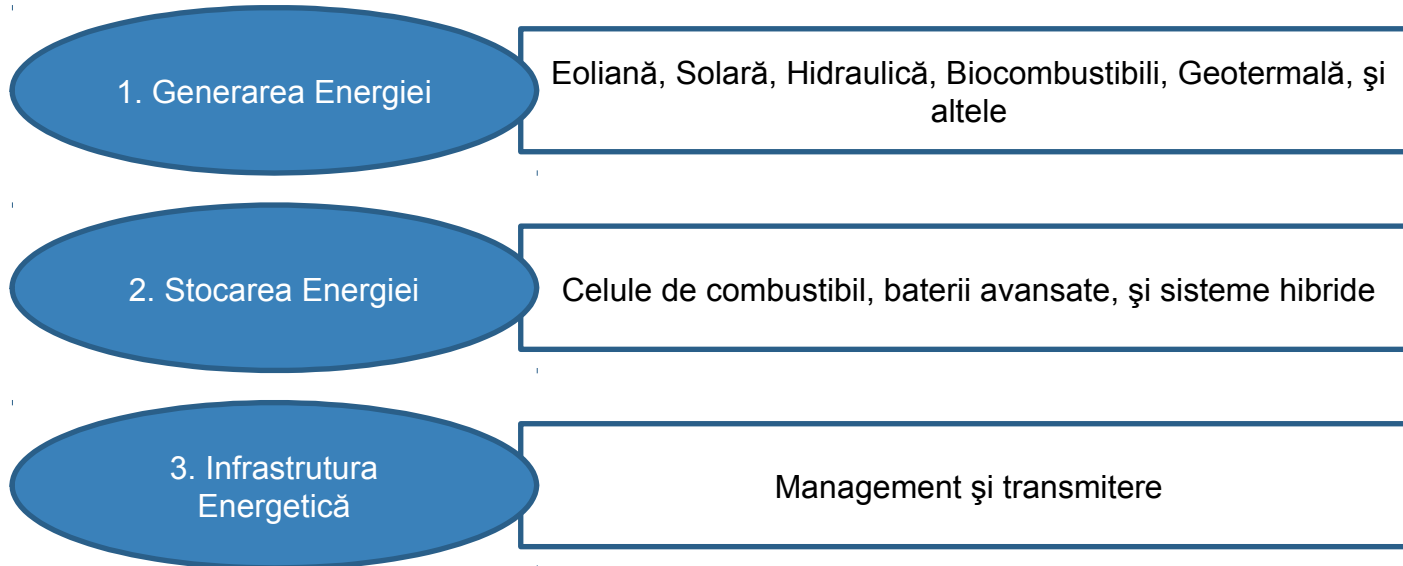 1. Generarea Energiei
Eoliană, Solară, Hidraulică, Biocombustibili, Geotermală, şi
altele
2. Stocarea Energiei
Celule de combustibil, baterii avansate, şi sisteme hibride
3. Infrastrutura
Energetică
Management şi transmitere